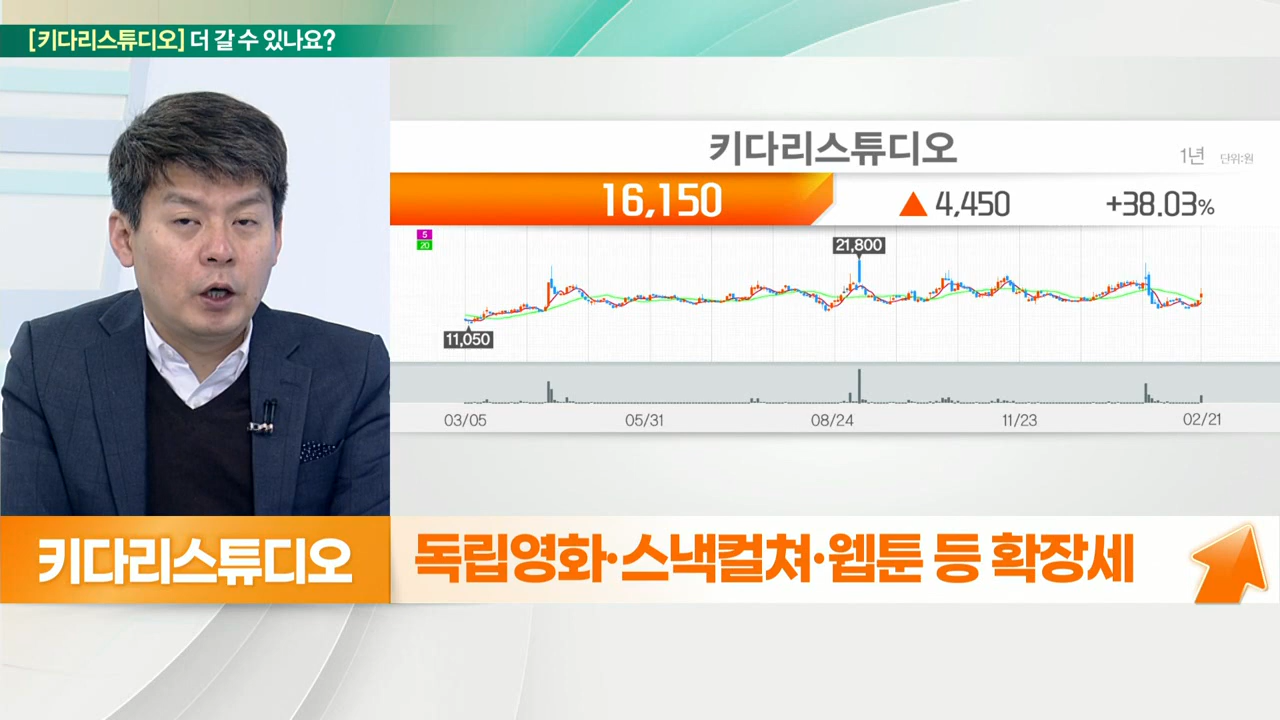 [키다리스튜디오] 더 갈 수 있나요?
키다리스튜디오
1년 단위:원
16,150 ▲ 4,450 +38.03%
5
20
21,800
11,050
03/05 05/31 08/24 11/23 02/21
키다리스튜디오
독립영화·스낵컬쳐·웹툰 등 확장세